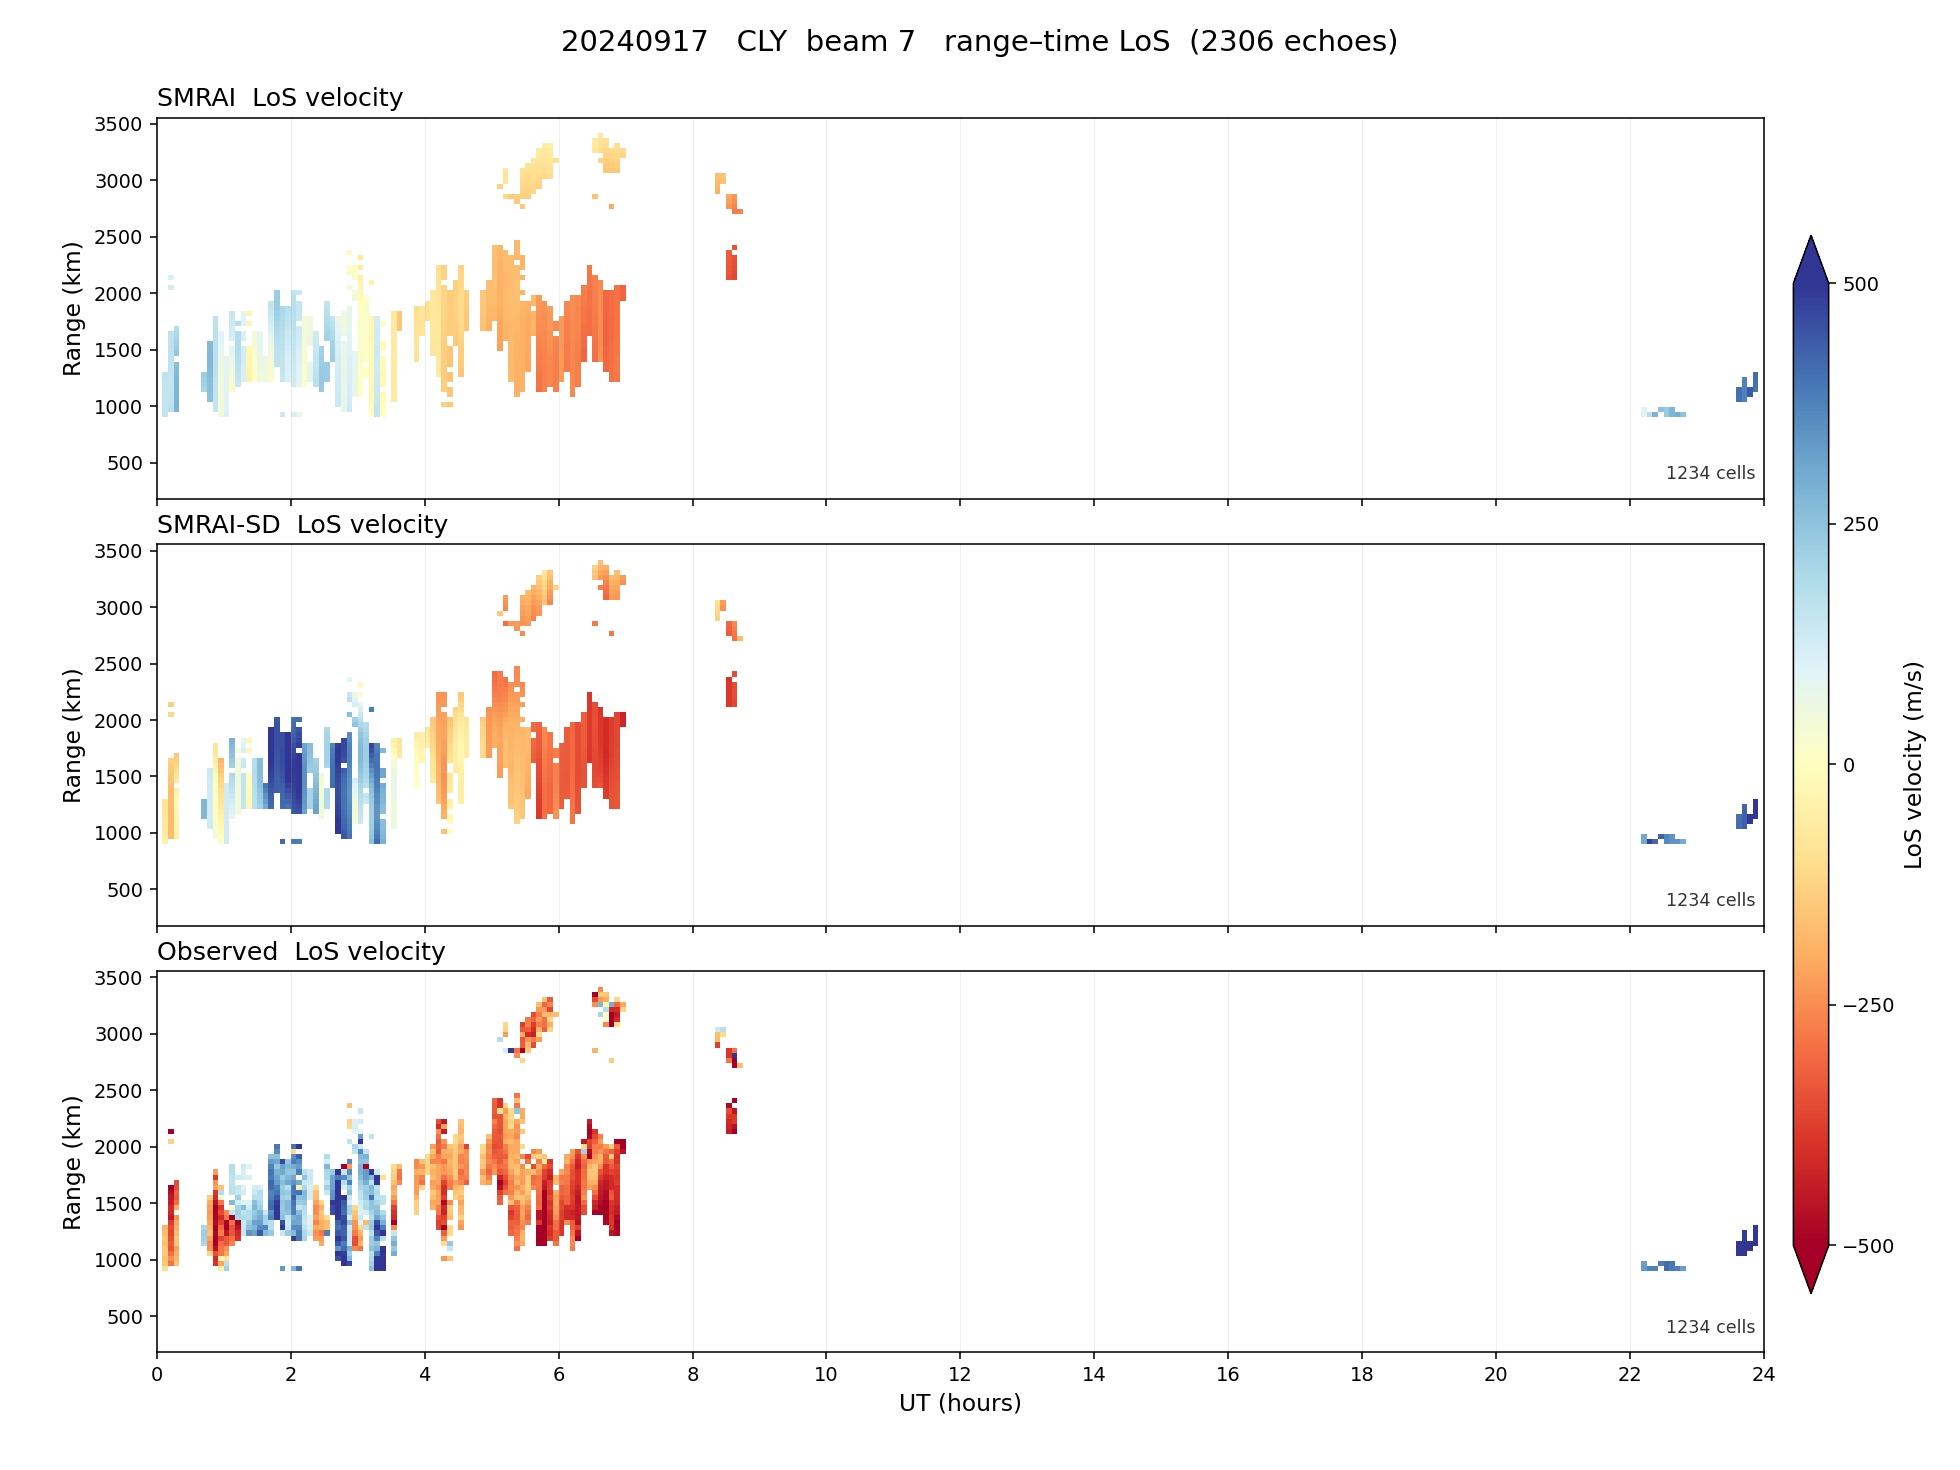 20240917   CLY  beam 7   range–time LoS  (2306 echoes)
SMRAI  LoS velocity
3500
3000
2500
2000
1500
1000
500
Range (km)
1234 cells
SMRAI-SD  LoS velocity
3500
3000
2500
2000
1500
1000
500
Range (km)
1234 cells
Observed  LoS velocity
3500
3000
2500
2000
1500
1000
500
Range (km)
1234 cells
0 2 4 6 8 10 12 14 16 18 20 22 24
UT (hours)
500
250
0
−250
−500
LoS velocity (m/s)